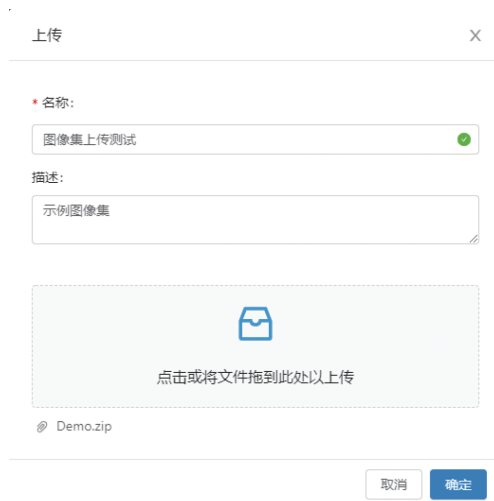 上传
* 名称:
图像集上传测试
描述:
示例图像集
点击或将文件拖到此处以上传
Demo.zip
取消 确定